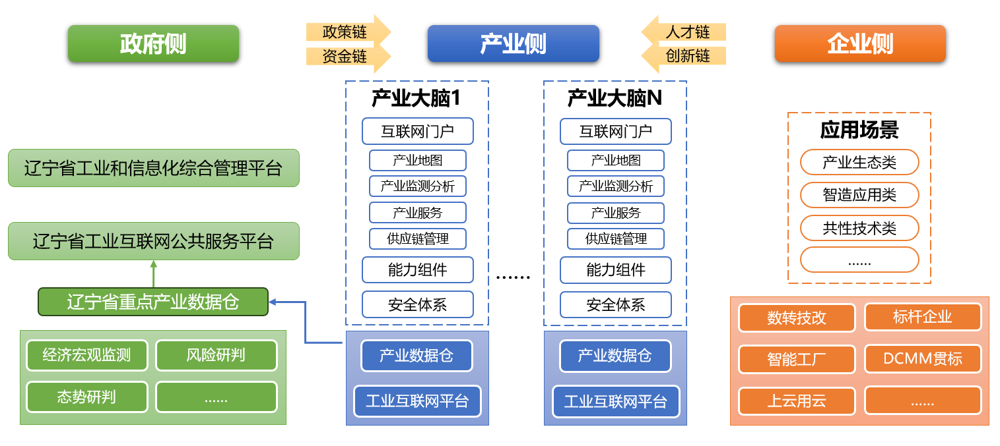 政府侧
政策链
资金链
产业侧
人才链
创新链
企业侧
辽宁省工业和信息化综合管理平台
辽宁省工业互联网公共服务平台
辽宁省重点产业数据仓
经济宏观监测
风险研判
态势研判
......
产业大脑1
互联网门户
产业地图
产业监测分析
产业服务
供应链管理
能力组件
安全体系
产业数据仓
工业互联网平台
......
产业大脑N
互联网门户
产业地图
产业监测分析
产业服务
供应链管理
能力组件
安全体系
产业数据仓
工业互联网平台
应用场景
产业生态类
智造应用类
共性技术类
......
数转技改
标杆企业
智能工厂
DCMM贯标
上云用云
......